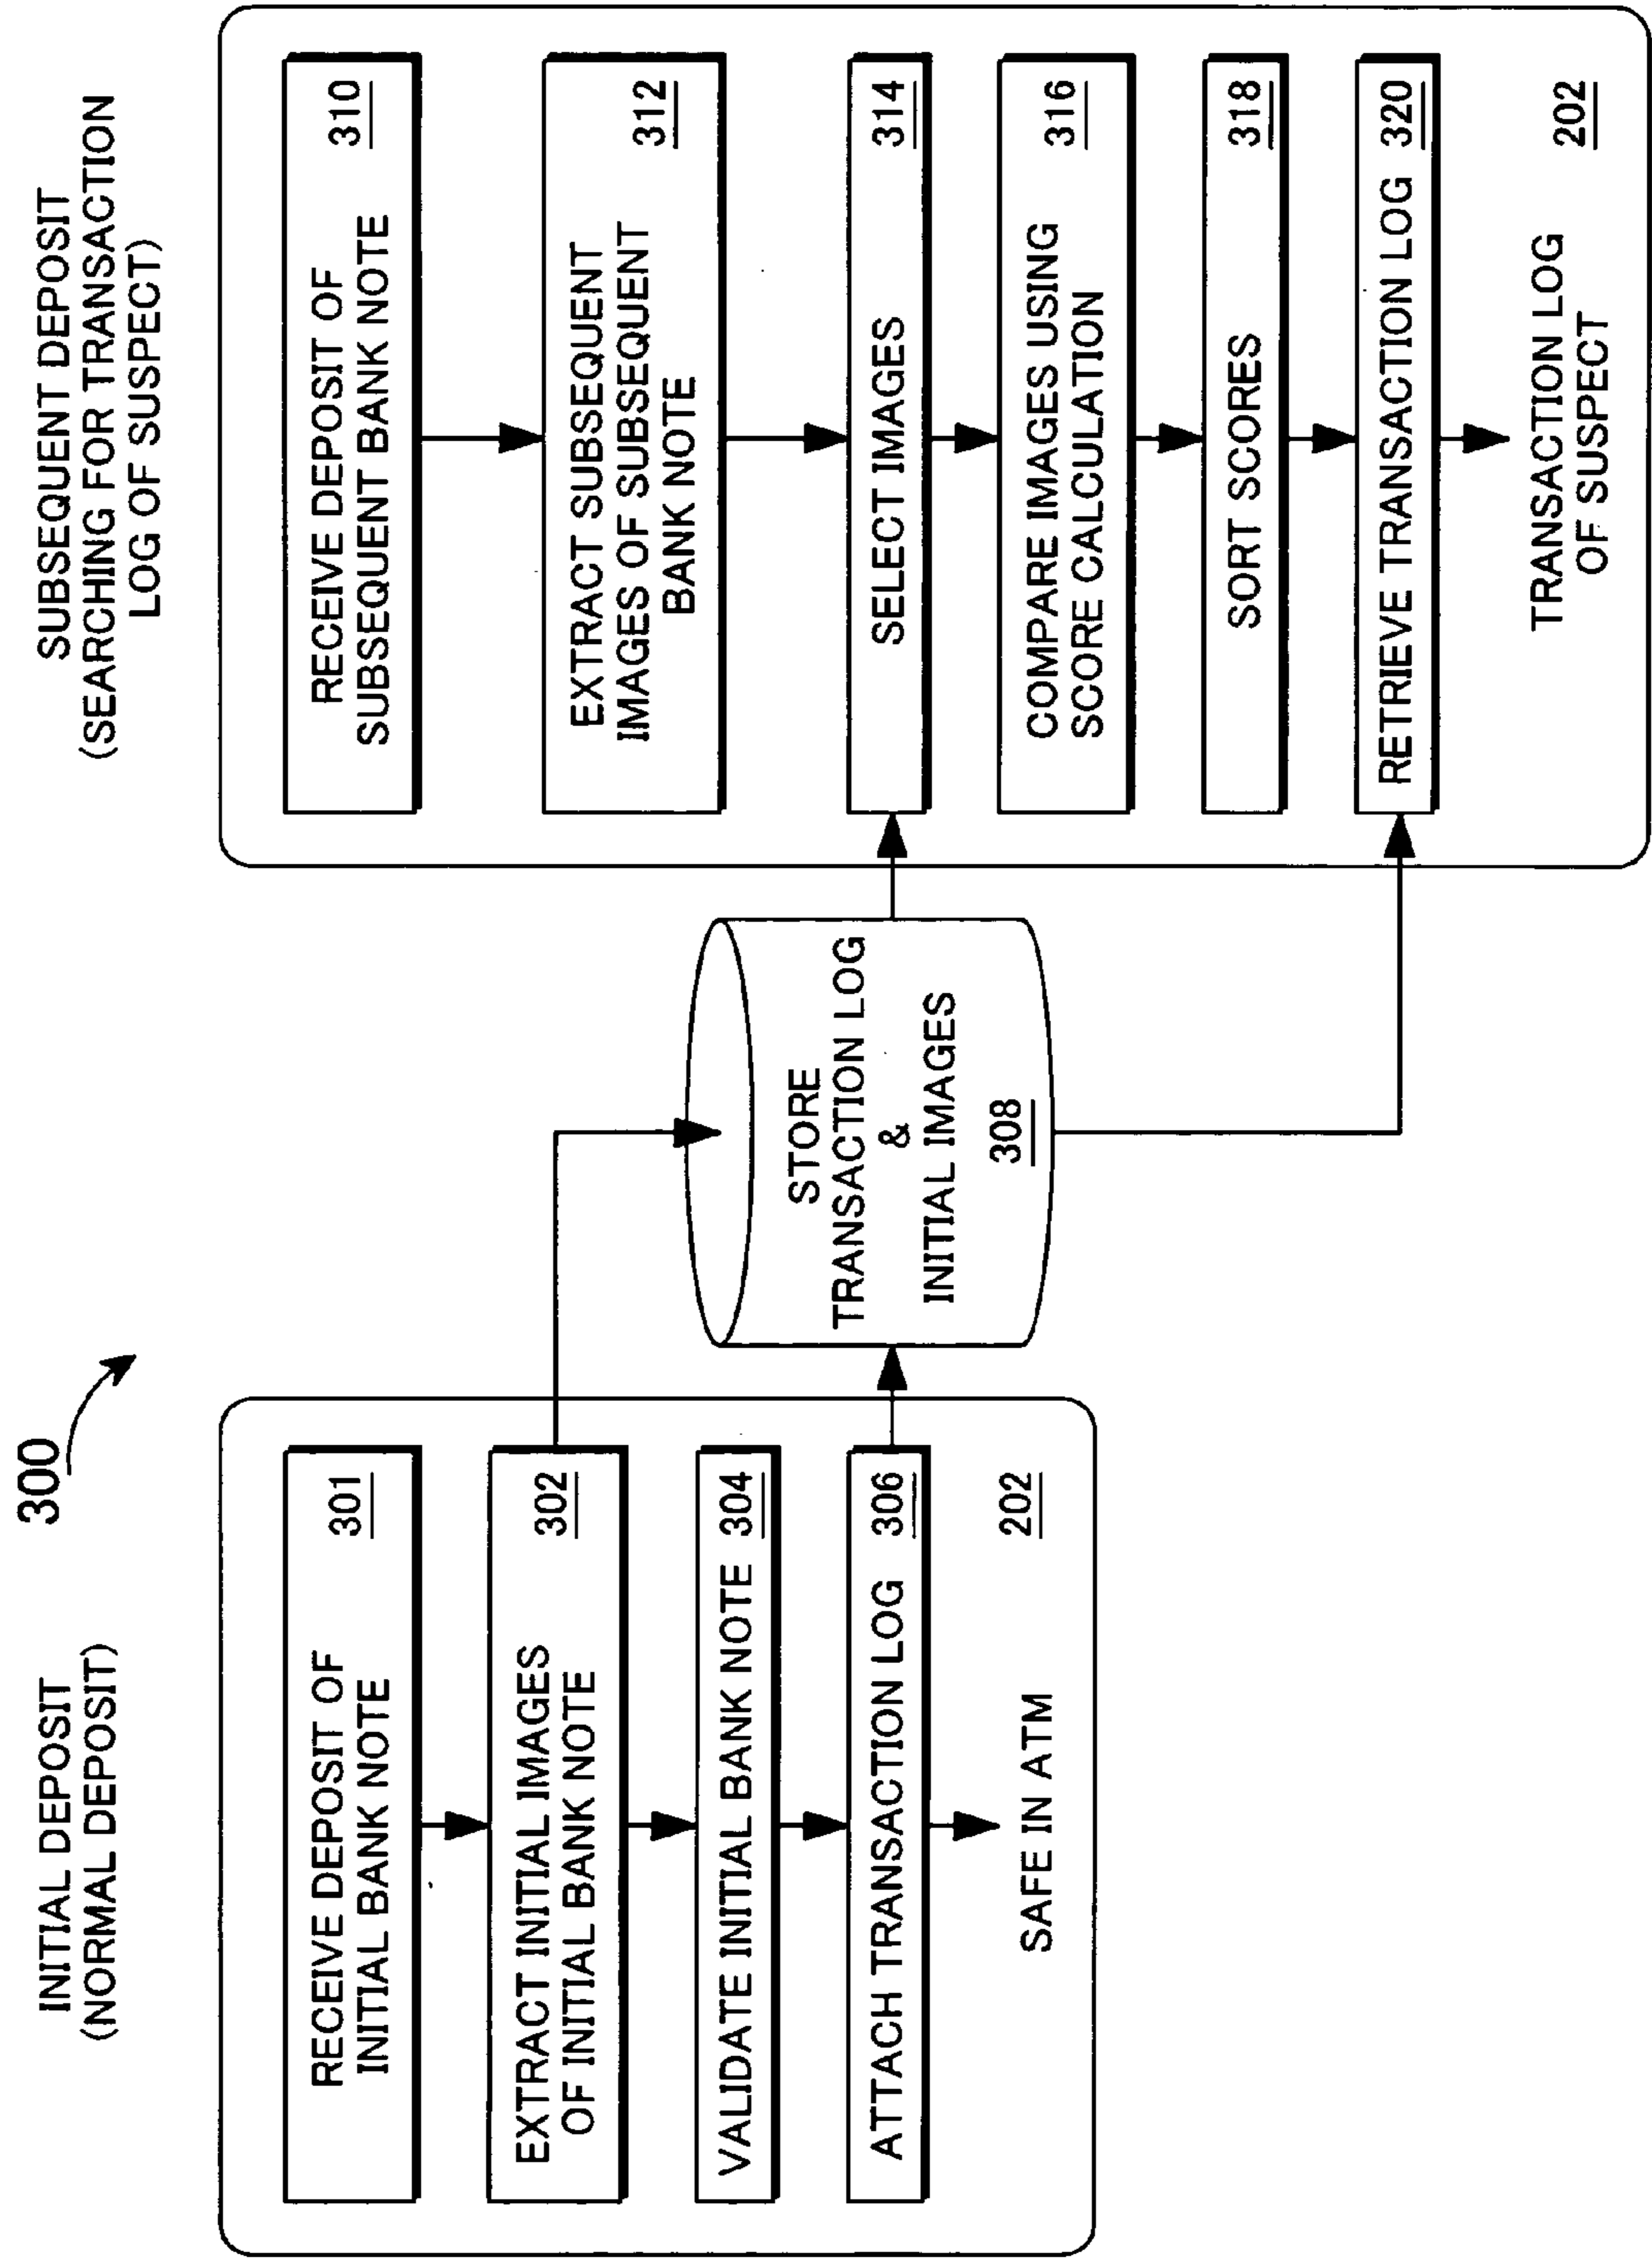 300
INITIAL DEPOSIT
(NORMAL DEPOSIT)
RECEIVE DEPOSIT OF
INITIAL BANK NOTE
301
EXTRACT INITIAL IMAGES
OF INITIAL BANK NOTE
302
VALIDATE INITIAL BANK NOTE 304
ATTACH TRANSACTION LOG 306
SAFE IN ATM
202
STORE
TRANSACTION LOG
&
INITIAL IMAGES
308
SUBSEQUENT DEPOSIT
(SEARCHING FOR TRANSACTION
LOG OF SUSPECT)
RECEIVE DEPOSIT OF
SUBSEQUENT BANK NOTE
310
EXTRACT SUBSEQUENT
IMAGES OF SUBSEQUENT
BANK NOTE
312
SELECT IMAGES
314
COMPARE IMAGES USING
SCORE CALCULATION
316
SORT SCORES
318
RETRIEVE TRANSACTION LOG 320
TRANSACTION LOG
OF SUSPECT
202